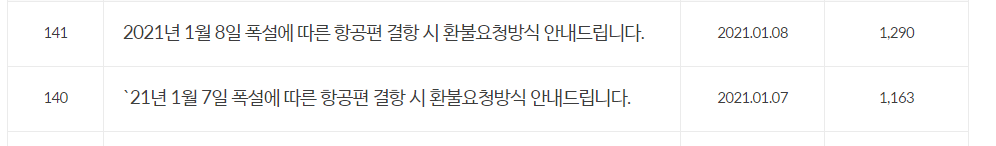 141 2021년 1월 8일 폭설에 따른 항공편 결항 시 환불요청방식 안내드립니다. 2021.01.08 1,290
140 `21년 1월 7일 폭설에 따른 항공편 결항 시 환불요청방식 안내드립니다. 2021.01.07 1,163